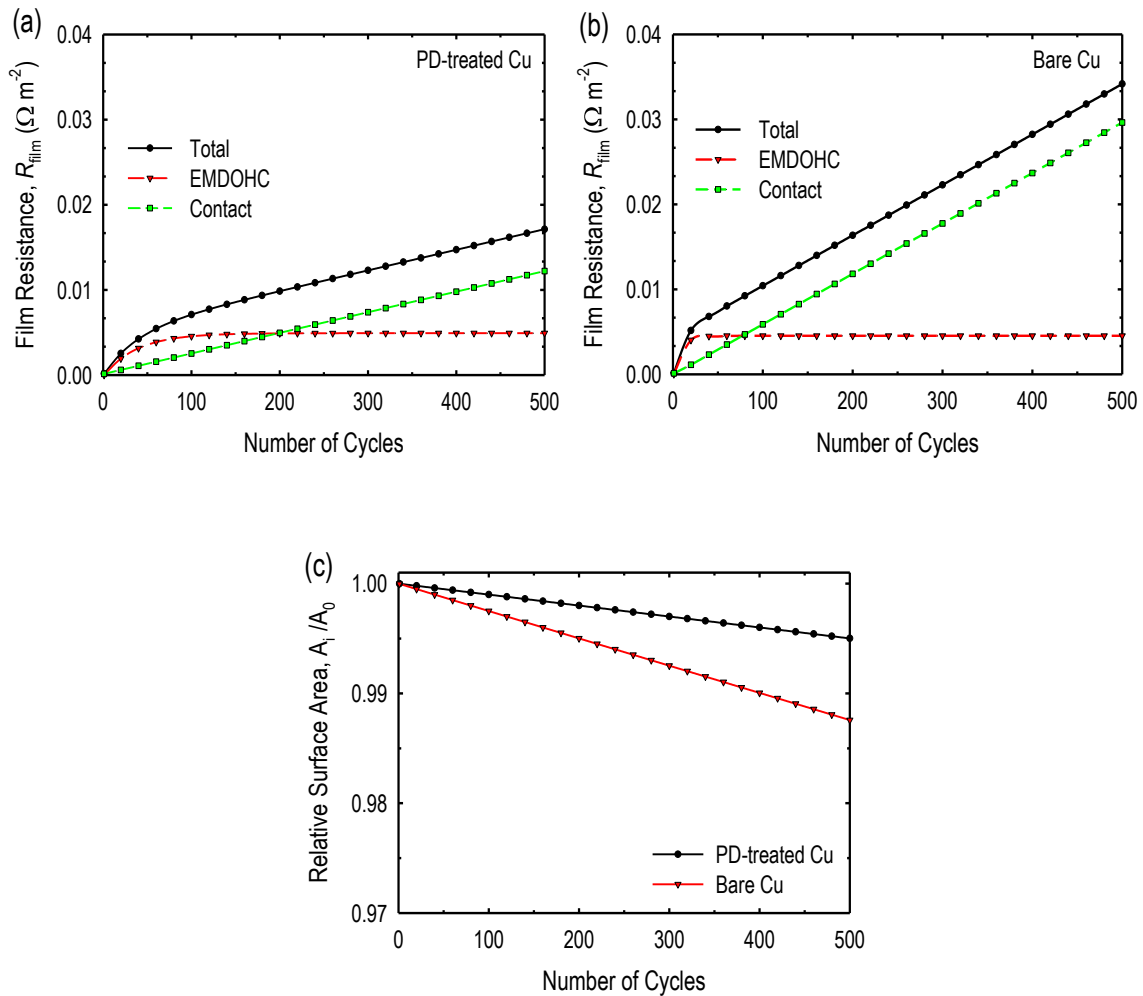 (a)
Film Resistance, R_film (Ω m⁻²)
0.04
0.03
0.02
0.01
0.00
PD-treated Cu
Total
EMDOHC
Contact
0 100 200 300 400 500
Number of Cycles
(b)
Film Resistance, R_film (Ω m⁻²)
0.04
0.03
0.02
0.01
0.00
Bare Cu
Total
EMDOHC
Contact
0 100 200 300 400 500
Number of Cycles
(c)
Relative Surface Area, A_i /A_0
1.00
0.99
0.98
0.97
PD-treated Cu
Bare Cu
0 100 200 300 400 500
Number of Cycles